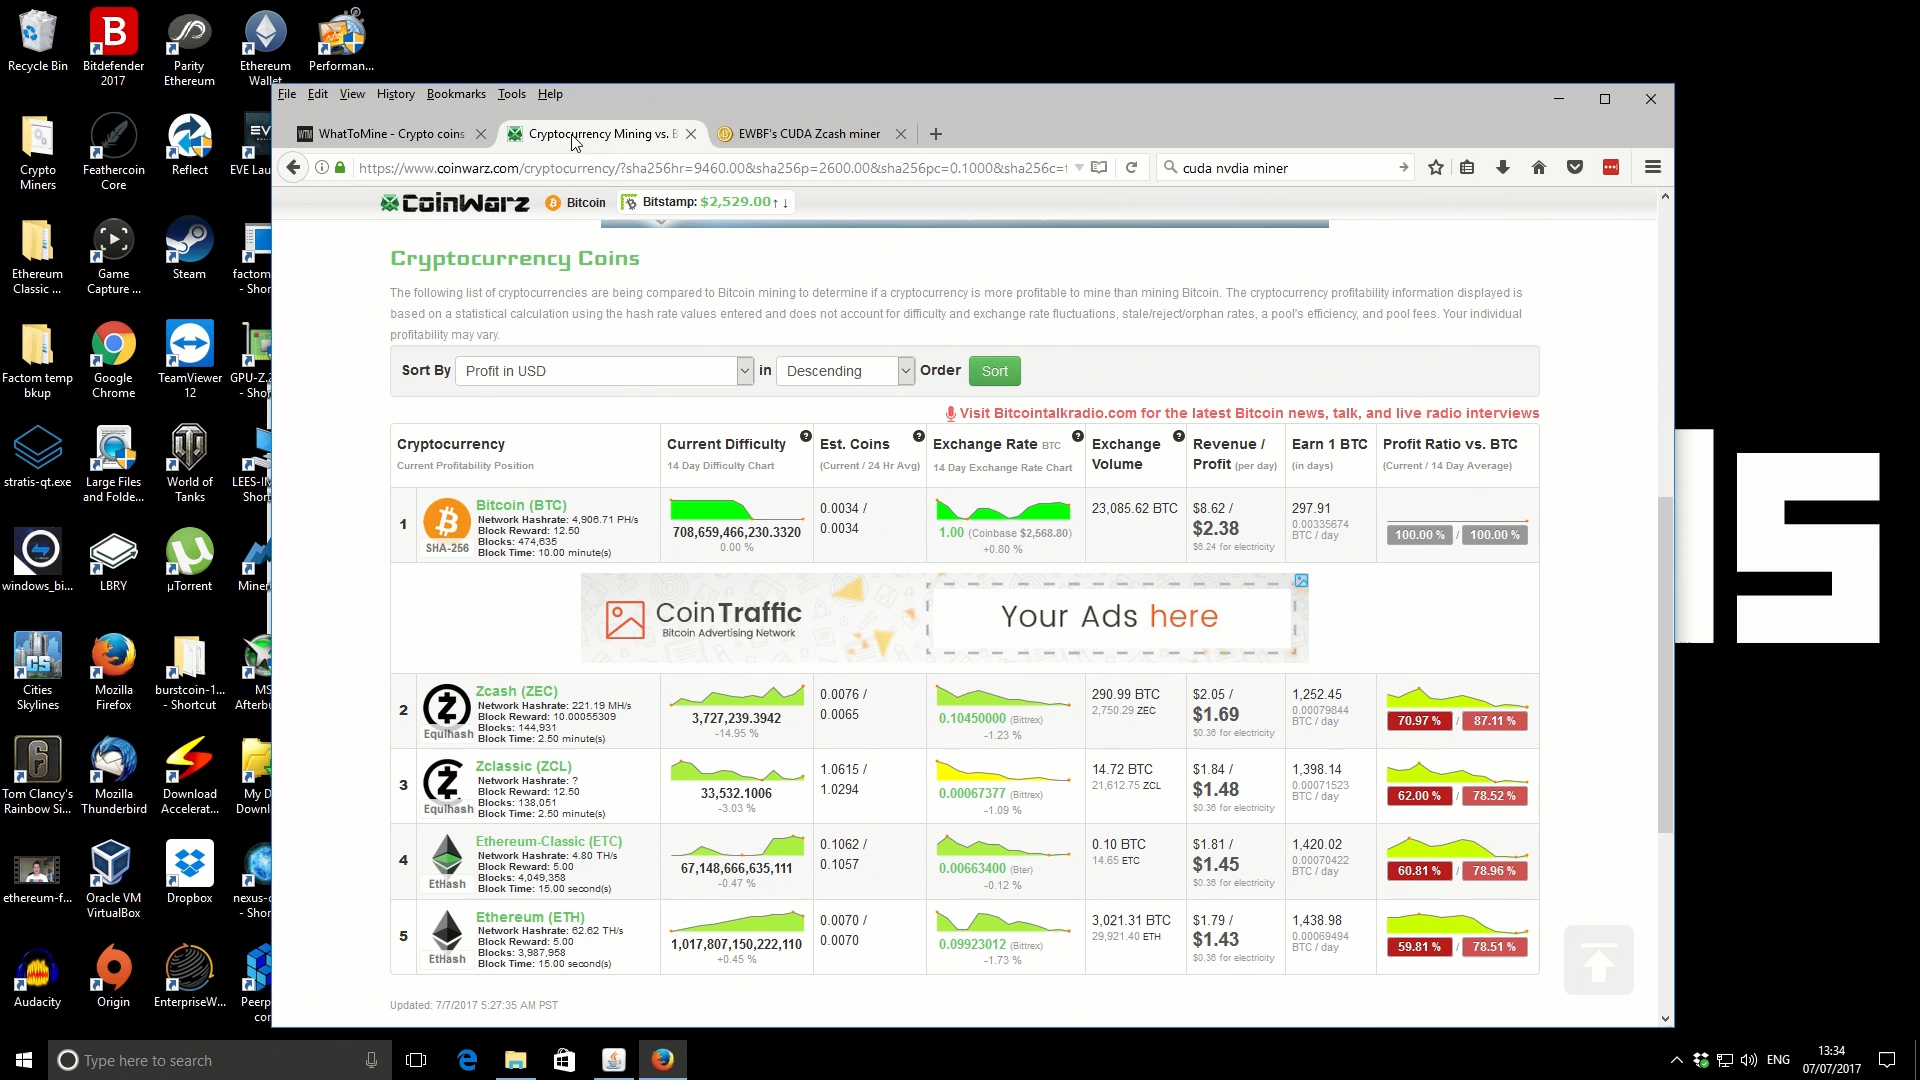 Recycle Bin
Bitdefender
2017
Parity
Ethereum
Ethereum
Wallet
Performan...
Crypto
Miners
Feathercoin
Core
Reflect
EVE Lau
Ethereum
Classic ...
Game
Capture ...
Steam
factom
- Shor
Factom temp
bkup
Google
Chrome
TeamViewer
12
GPU-Z.2
- Sho
stratis-qt.exe
Large Files
and Folde...
World of
Tanks
LEES-IM
Short
windows_bi...
LBRY
µTorrent
Miner
Cities
Skylines
Mozilla
Firefox
burstcoin-1...
- Shortcut
MS
Afterbu
Tom Clancy's
Rainbow Si...
Mozilla
Thunderbird
Download
Accelerat...
My D
Downl
ethereum-f...
Oracle VM
VirtualBox
Dropbox
nexus-c
- Shor
Audacity
Origin
EnterpriseW...
Peerp
cor
File Edit View History Bookmarks Tools Help
WTM WhatToMine - Crypto coins
Cryptocurrency Mining vs. B
EWBF's CUDA Zcash miner
https://www.coinwarz.com/cryptocurrency/?sha256hr=9460.00&sha256p=2600.00&sha256pc=0.1000&sha256c=
cuda nvdia miner
CoinWarz Bitcoin Bitstamp: $2,529.00↑ ↓
Cryptocurrency Coins
The following list of cryptocurrencies are being compared to Bitcoin mining to determine if a cryptocurrency is more profitable to mine than mining Bitcoin. The cryptocurrency profitability information displayed is
based on a statistical calculation using the hash rate values entered and does not account for difficulty and exchange rate fluctuations, stale/reject/orphan rates, a pool's efficiency, and pool fees. Your individual
profitability may vary.
Sort By Profit in USD in Descending Order Sort
Visit Bitcointalkradio.com for the latest Bitcoin news, talk, and live radio interviews
Cryptocurrency
Current Profitability Position
Current Difficulty ?
14 Day Difficulty Chart
Est. Coins ?
(Current / 24 Hr Avg)
Exchange Rate BTC ?
14 Day Exchange Rate Chart
Exchange ?
Volume
Revenue /
Profit (per day)
Earn 1 BTC
(in days)
Profit Ratio vs. BTC
(Current / 14 Day Average)
1
SHA-256
Bitcoin (BTC)
Network Hashrate: 4,906.71 PH/s
Block Reward: 12.50
Blocks: 474,635
Block Time: 10.00 minute(s)
708,659,466,230.3320
0.00 %
0.0034 /
0.0034
1.00 (Coinbase $2,568.80)
+0.80 %
23,085.62 BTC
$8.62 /
$2.38
$6.24 for electricity
297.91
0.00335674
BTC / day
100.00 % / 100.00 %
CoinTraffic
Bitcoin Advertising Network
Your Ads here
2
Equihash
Zcash (ZEC)
Network Hashrate: 221.19 MH/s
Block Reward: 10.00055309
Blocks: 144,931
Block Time: 2.50 minute(s)
3,727,239.3942
-14.95 %
0.0076 /
0.0065
0.10450000 (Bittrex)
-1.23 %
290.99 BTC
2,750.29 ZEC
$2.05 /
$1.69
$0.36 for electricity
1,252.45
0.00079844
BTC / day
70.97 % / 87.11 %
3
Equihash
Zclassic (ZCL)
Network Hashrate: ?
Block Reward: 12.50
Blocks: 138,051
Block Time: 2.50 minute(s)
33,532.1006
-3.03 %
1.0615 /
1.0294
0.00067377 (Bittrex)
-1.09 %
14.72 BTC
21,612.75 ZCL
$1.84 /
$1.48
$0.36 for electricity
1,398.14
0.00071523
BTC / day
62.00 % / 78.52 %
4
EtHash
Ethereum-Classic (ETC)
Network Hashrate: 4.80 TH/s
Block Reward: 5.00
Blocks: 4,049,358
Block Time: 15.00 second(s)
67,148,666,635,111
-0.47 %
0.1062 /
0.1057
0.00663400 (Bter)
-0.12 %
0.10 BTC
14.65 ETC
$1.81 /
$1.45
$0.36 for electricity
1,420.02
0.00070422
BTC / day
60.81 % / 78.96 %
5
EtHash
Ethereum (ETH)
Network Hashrate: 62.62 TH/s
Block Reward: 5.00
Blocks: 3,987,958
Block Time: 15.00 second(s)
1,017,807,150,222,110
+0.45 %
0.0070 /
0.0070
0.09923012 (Bittrex)
-1.73 %
3,021.31 BTC
29,921.40 ETH
$1.79 /
$1.43
$0.36 for electricity
1,438.98
0.00069494
BTC / day
59.81 % / 78.51 %
Updated: 7/7/2017 5:27:35 AM PST
Type here to search
ENG
13:34
07/07/2017